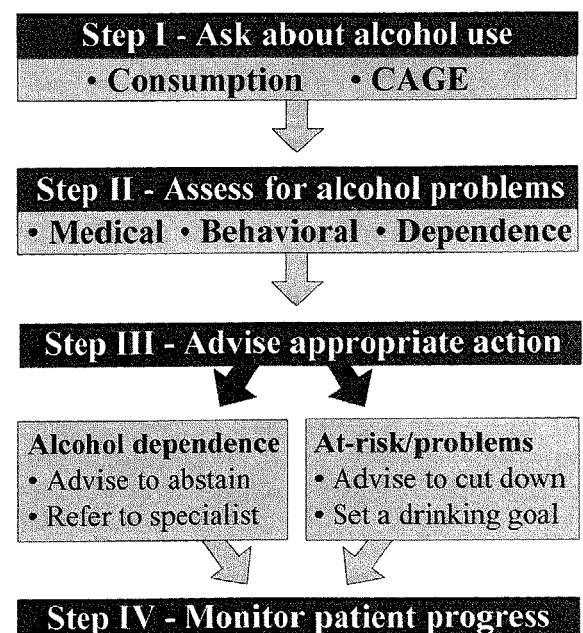 Step I - Ask about alcohol use
• Consumption • CAGE
Step II - Assess for alcohol problems
• Medical • Behavioral • Dependence
Step III - Advise appropriate action
Alcohol dependence
• Advise to abstain
• Refer to specialist
At-risk/problems
• Advise to cut down
• Set a drinking goal
Step IV - Monitor patient progress